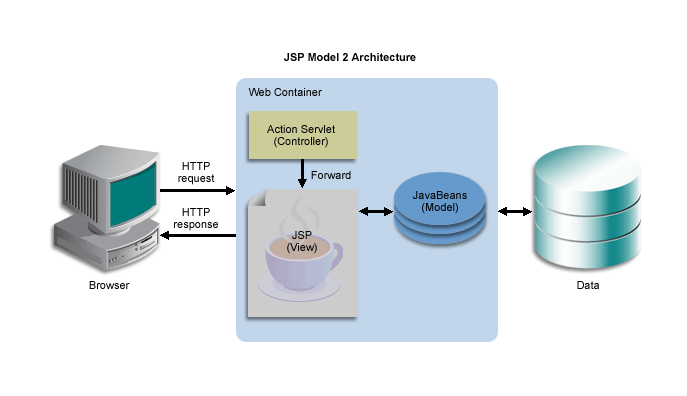 JSP Model 2 Architecture
Web Container
Action Servlet
(Controller)
HTTP
request
Forward
JavaBeans
(Model)
HTTP
response
JSP
(View)
Browser
Data